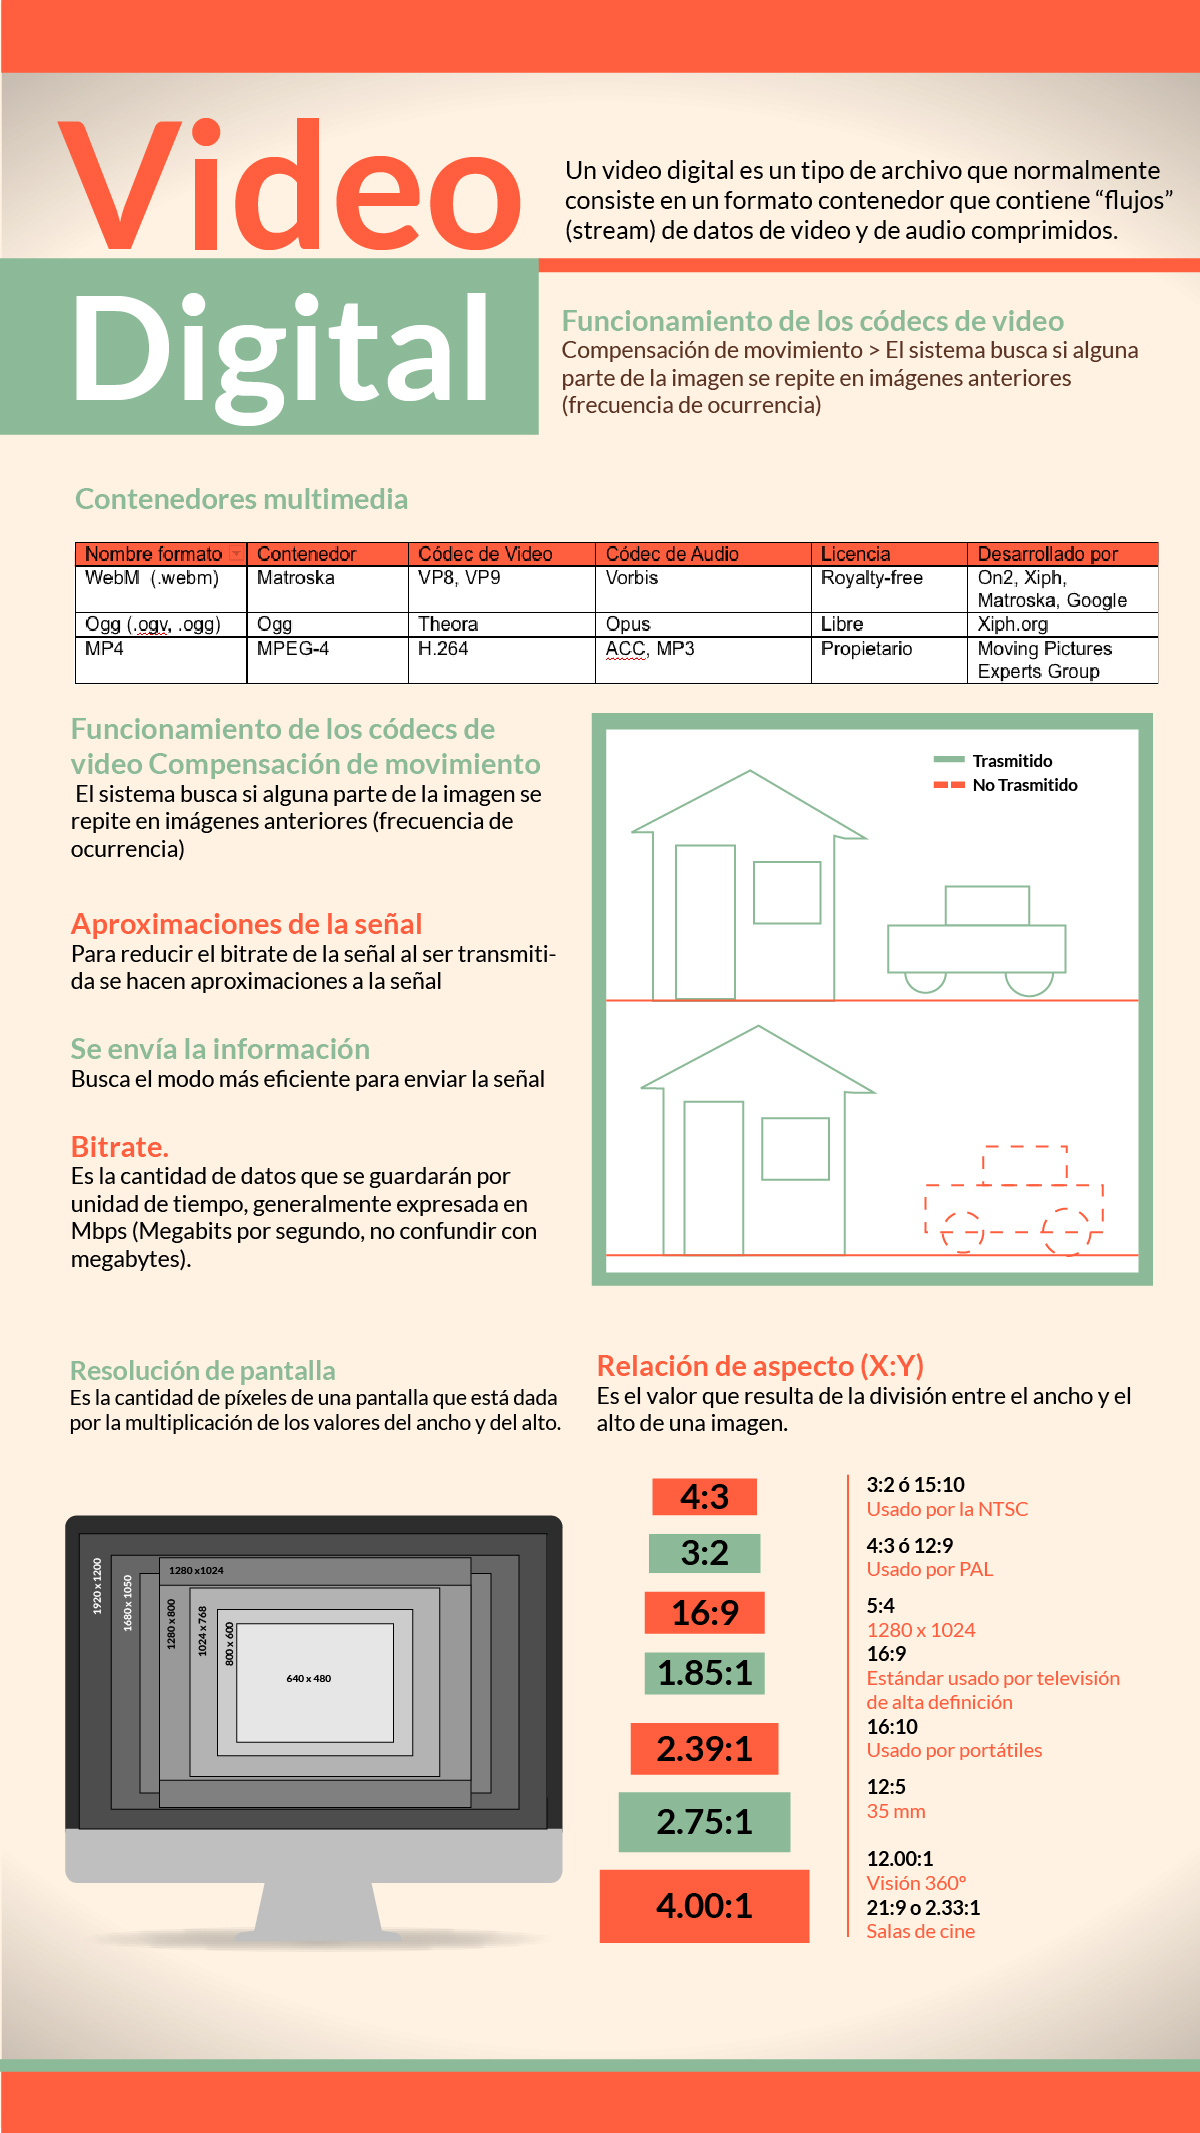 Video
Digital
Un video digital es un tipo de archivo que normalmente
consiste en un formato contenedor que contiene “flujos”
(stream) de datos de video y de audio comprimidos.
Funcionamiento de los códecs de video
Compensación de movimiento > El sistema busca si alguna
parte de la imagen se repite en imágenes anteriores
(frecuencia de ocurrencia)
Contenedores multimedia
Nombre formato Contenedor Códec de Video Códec de Audio Licencia Desarrollado por
WebM (.webm) Matroska VP8, VP9 Vorbis Royalty-free On2, Xiph,
Matroska, Google
Ogg (.ogv, .ogg) Ogg Theora Opus Libre Xiph.org
MP4 MPEG-4 H.264 ACC, MP3 Propietario Moving Pictures
Experts Group
Funcionamiento de los códecs de
video Compensación de movimiento
El sistema busca si alguna parte de la imagen se
repite en imágenes anteriores (frecuencia de
ocurrencia)
Aproximaciones de la señal
Para reducir el bitrate de la señal al ser transmiti-
da se hacen aproximaciones a la señal
Se envía la información
Busca el modo más eficiente para enviar la señal
Bitrate.
Es la cantidad de datos que se guardarán por
unidad de tiempo, generalmente expresada en
Mbps (Megabits por segundo, no confundir con
megabytes).
Trasmitido
No Trasmitido
Resolución de pantalla
Es la cantidad de píxeles de una pantalla que está dada
por la multiplicación de los valores del ancho y del alto.
1920 x 1200
1680 x 1050
1280 x1024
1280 x 800
1024 x 768
800 x 600
640 x 480
Relación de aspecto (X:Y)
Es el valor que resulta de la división entre el ancho y el
alto de una imagen.
4:3
3:2
16:9
1.85:1
2.39:1
2.75:1
4.00:1
3:2 ó 15:10
Usado por la NTSC
4:3 ó 12:9
Usado por PAL
5:4
1280 x 1024
16:9
Estándar usado por televisión
de alta definición
16:10
Usado por portátiles
12:5
35 mm
12.00:1
Visión 360º
21:9 o 2.33:1
Salas de cine